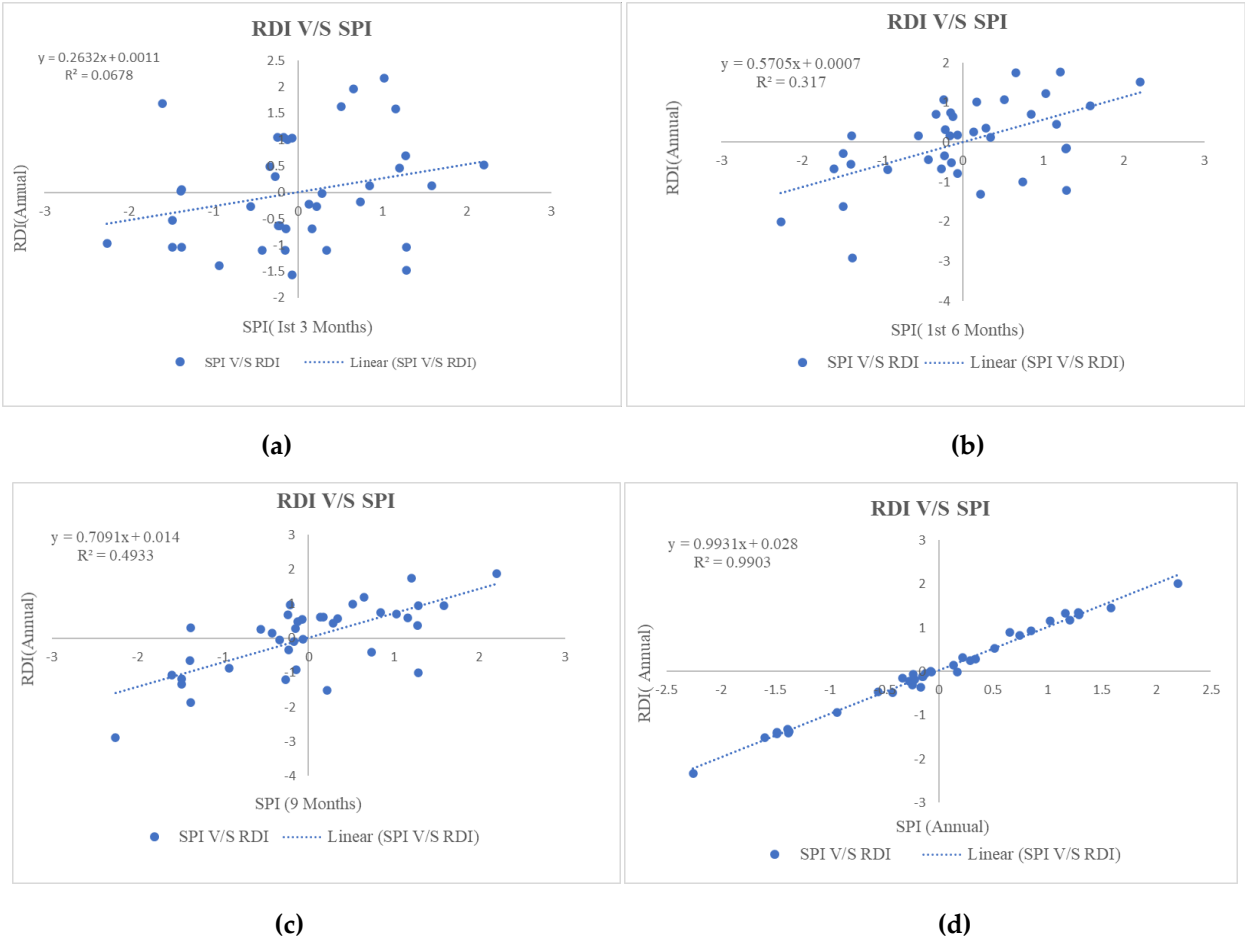 RDI V/S SPI
y = 0.2632x + 0.0011
R² = 0.0678
2.5
2
1.5
1
0.5
0
-0.5
-1
-1.5
-2
-3 -2 -1 0 1 2 3
RDI(Annual)
SPI( Ist 3 Months)
SPI V/S RDI Linear (SPI V/S RDI)
(a)
RDI V/S SPI
y = 0.5705x + 0.0007
R² = 0.317
2
1
0
-1
-2
-3
-4
-3 -2 -1 0 1 2 3
RDI(Annual)
SPI( 1st 6 Months)
SPI V/S RDI Linear (SPI V/S RDI)
(b)
RDI V/S SPI
y = 0.7091x + 0.014
R² = 0.4933
3
2
1
0
-1
-2
-3
-4
-3 -2 -1 0 1 2 3
RDI(Annual)
SPI (9 Months)
SPI V/S RDI Linear (SPI V/S RDI)
(c)
RDI V/S SPI
y = 0.9931x + 0.028
R² = 0.9903
3
2
1
0
-1
-2
-3
-2.5 -2 -1.5 -1 -0.5 0 0.5 1 1.5 2 2.5
RDI( Annual)
SPI (Annual)
SPI V/S RDI Linear (SPI V/S RDI)
(d)